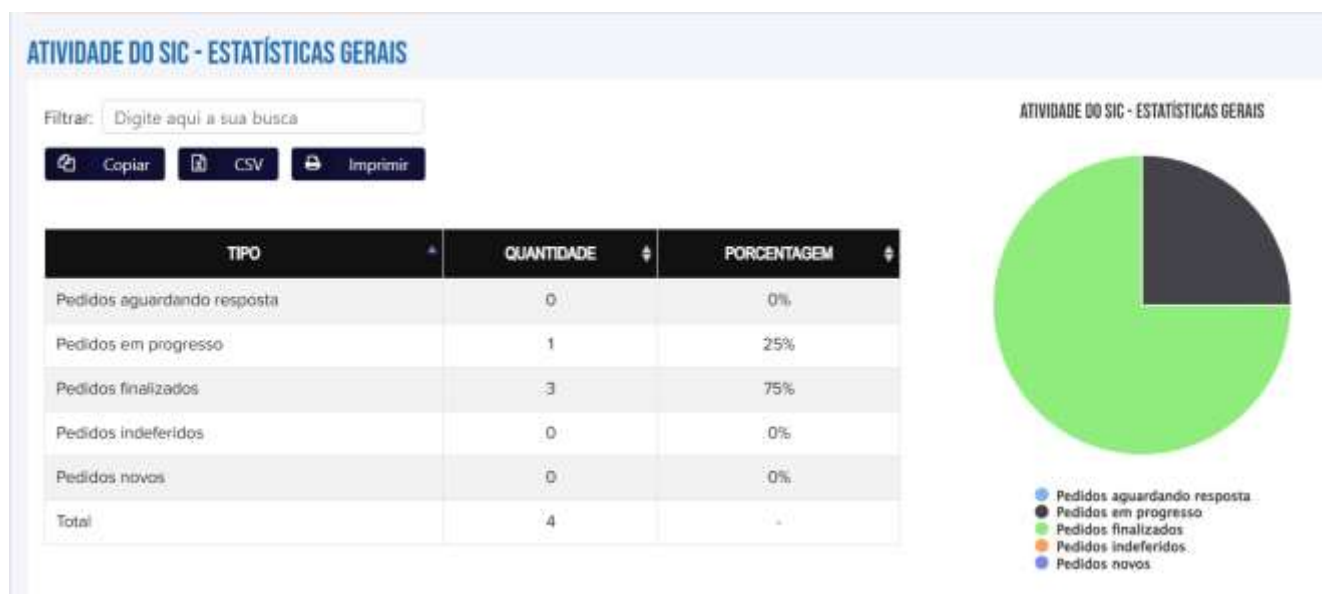 ATIVIDADE DO SIC - ESTATÍSTICAS GERAIS
Filtrar: Digite aqui a sua busca
Copiar CSV Imprimir
TIPO QUANTIDADE PORCENTAGEM
Pedidos aguardando resposta 0 0%
Pedidos em progresso 1 25%
Pedidos finalizados 3 75%
Pedidos indeferidos 0 0%
Pedidos novos 0 0%
Total 4 -
ATIVIDADE DO SIC - ESTATÍSTICAS GERAIS
Pedidos aguardando resposta
Pedidos em progresso
Pedidos finalizados
Pedidos indeferidos
Pedidos novos